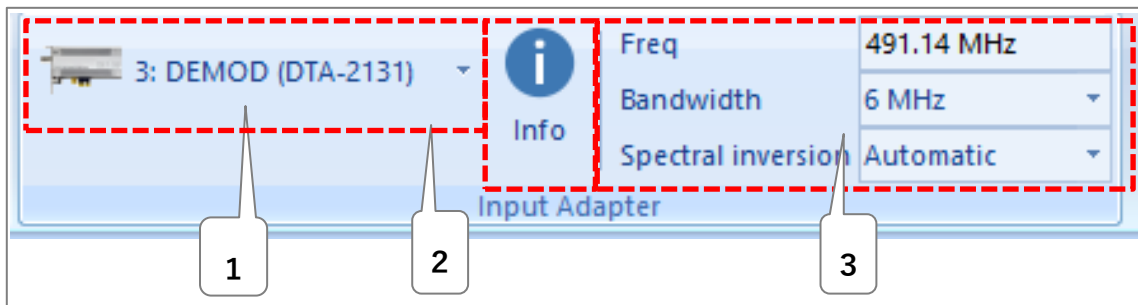 3: DEMOD (DTA-2131)
Info
Freq 491.14 MHz
Bandwidth 6 MHz
Spectral inversion Automatic
Input Adapter
1
2
3